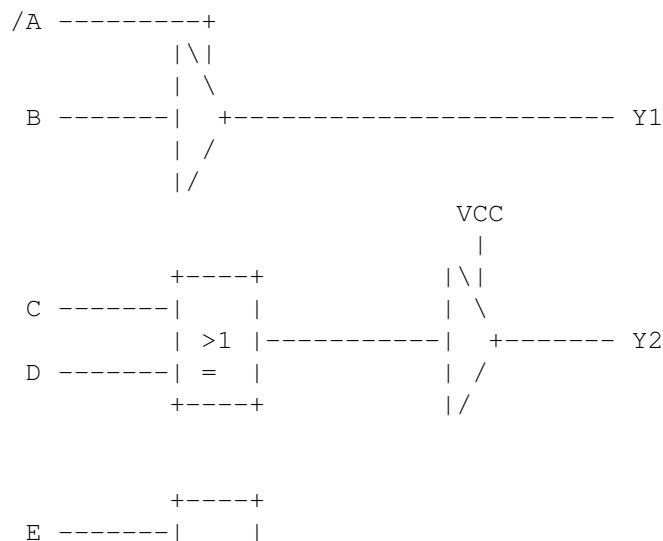 /A ---------+
|\|
| \
B -------|  +----------------------- Y1
| /
|/
VCC
|
+----+           |\|
C -------|    |           | \
| >1 |-----------|  +------- Y2
D -------| =  |           | /
+----+           |/
+----+
E -------|    |